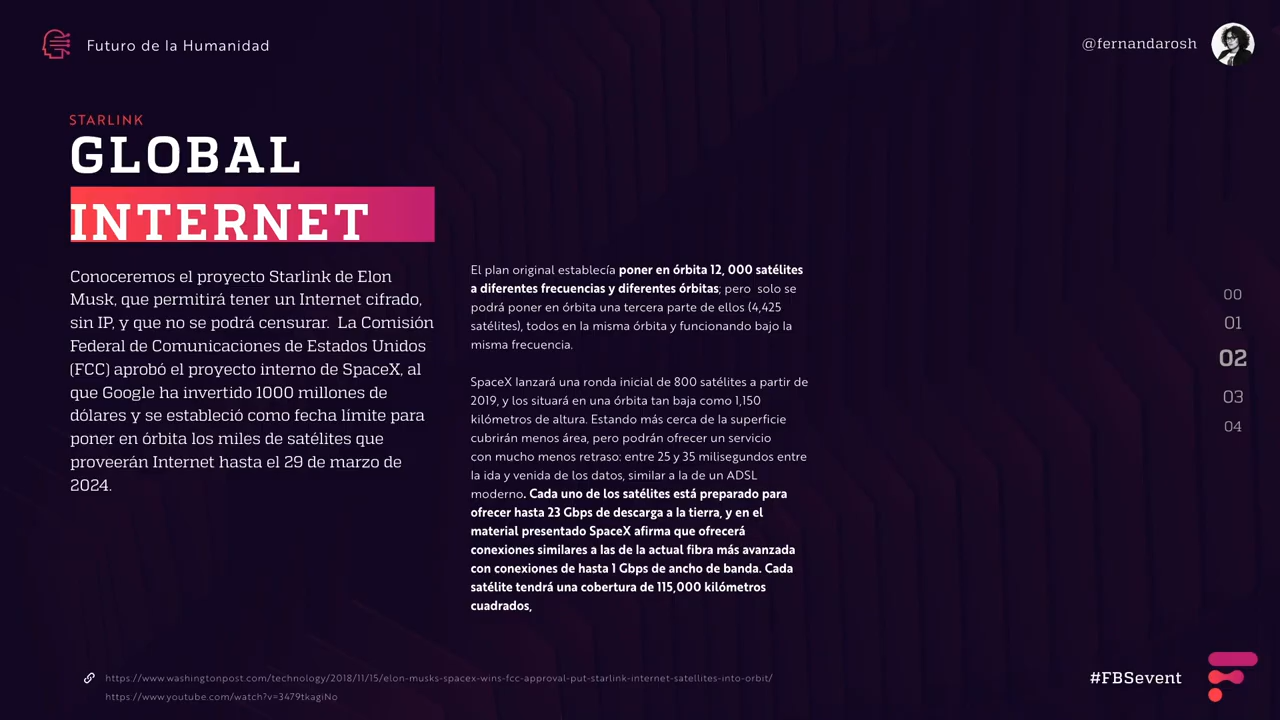 Futuro de la Humanidad
@fernandarosh
STARLINK
GLOBAL
INTERNET
Conoceremos el proyecto Starlink de Elon
Musk, que permitirá tener un Internet cifrado,
sin IP, y que no se podrá censurar.  La Comisión
Federal de Comunicaciones de Estados Unidos
(FCC) aprobó el proyecto interno de SpaceX, al
que Google ha invertido 1000 millones de
dólares y se estableció como fecha límite para
poner en órbita los miles de satélites que
proveerán Internet hasta el 29 de marzo de
2024.
El plan original establecía poner en órbita 12, 000 satélites
a diferentes frecuencias y diferentes órbitas; pero  solo se
podrá poner en órbita una tercera parte de ellos (4,425
satélites), todos en la misma órbita y funcionando bajo la
misma frecuencia.
SpaceX lanzará una ronda inicial de 800 satélites a partir de
2019, y los situará en una órbita tan baja como 1,150
kilómetros de altura. Estando más cerca de la superficie
cubrirán menos área, pero podrán ofrecer un servicio
con mucho menos retraso: entre 25 y 35 milisegundos entre
la ida y venida de los datos, similar a la de un ADSL
moderno. Cada uno de los satélites está preparado para
ofrecer hasta 23 Gbps de descarga a la tierra, y en el
material presentado SpaceX afirma que ofrecerá
conexiones similares a las de la actual fibra más avanzada
con conexiones de hasta 1 Gbps de ancho de banda. Cada
satélite tendrá una cobertura de 115,000 kilómetros
cuadrados,
00
01
02
03
04
https://www.washingtonpost.com/technology/2018/11/15/elon-musks-spacex-wins-fcc-approval-put-starlink-internet-satellites-into-orbit/
https://www.youtube.com/watch?v=3479tkagiNo
#FBSevent